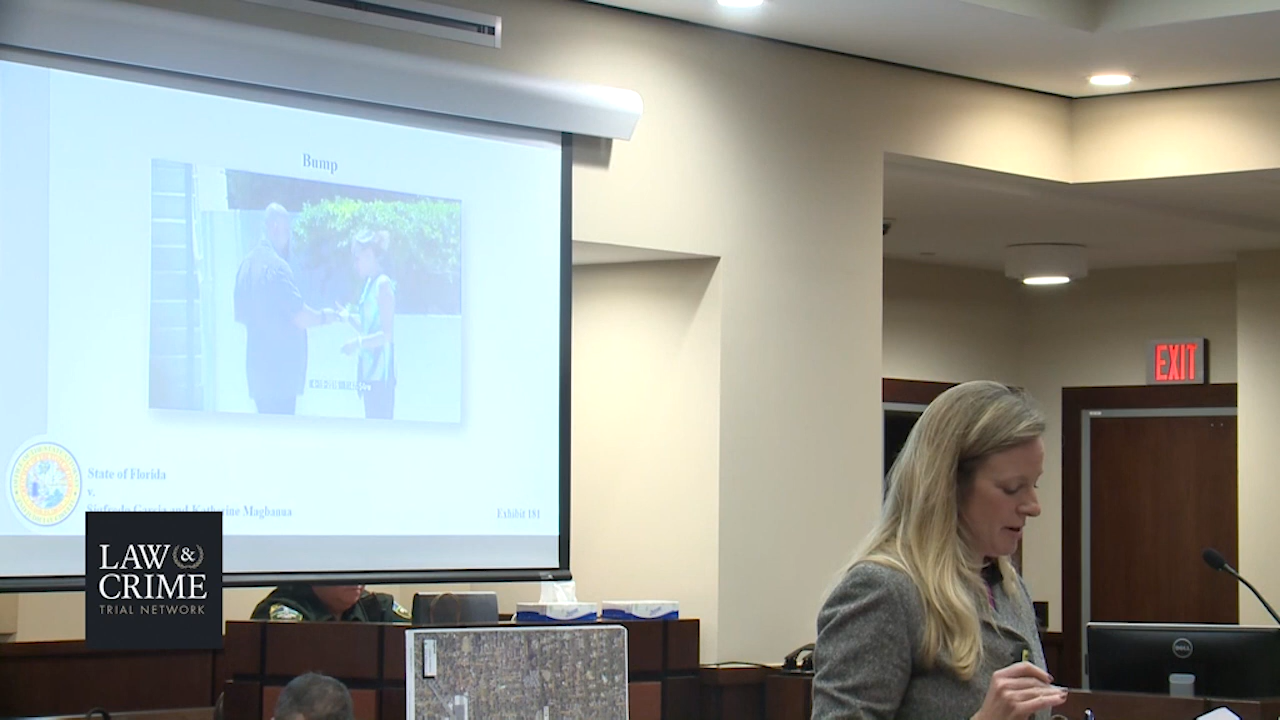 Bump
State of Florida
v.
Sigfredo Garcia and Katherine Magbanua
Exhibit 181
EXIT
LAW &
CRIME
TRIAL NETWORK
DELL